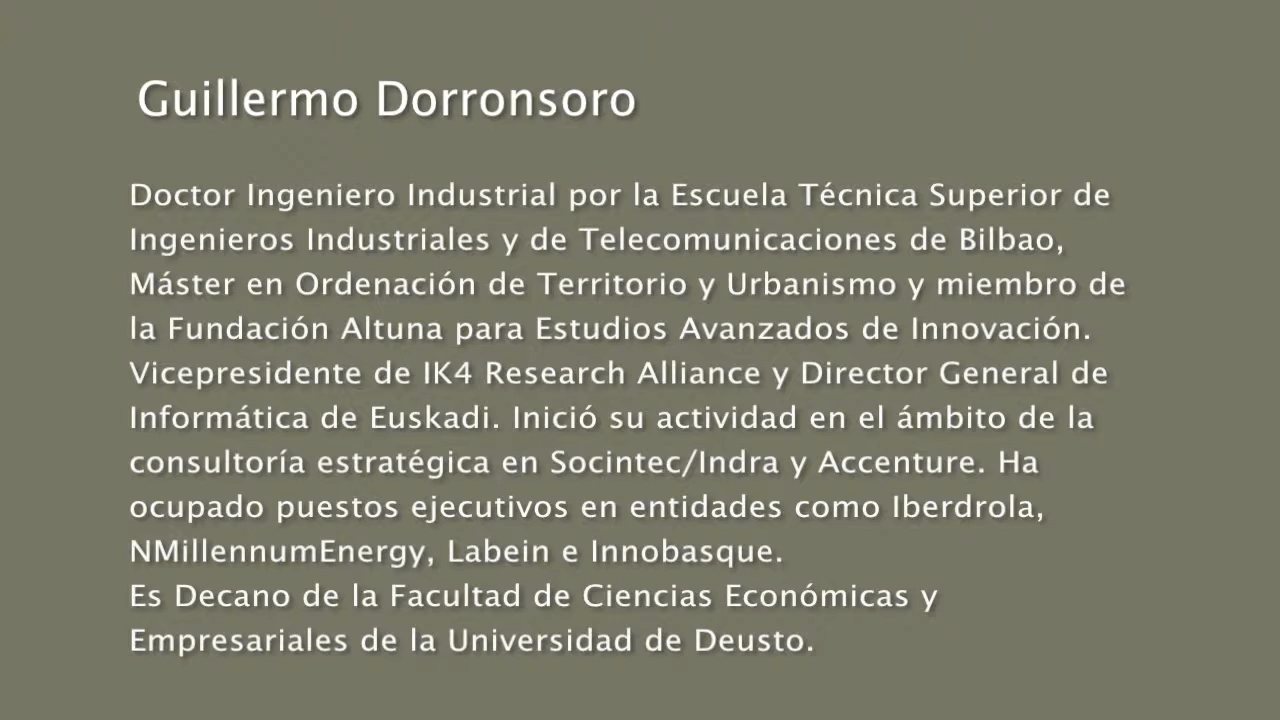 Guillermo Dorronsoro
Doctor Ingeniero Industrial por la Escuela Técnica Superior de
Ingenieros Industriales y de Telecomunicaciones de Bilbao,
Máster en Ordenación de Territorio y Urbanismo y miembro de
la Fundación Altuna para Estudios Avanzados de Innovación.
Vicepresidente de IK4 Research Alliance y Director General de
Informática de Euskadi. Inició su actividad en el ámbito de la
consultoría estratégica en Socintec/Indra y Accenture. Ha
ocupado puestos ejecutivos en entidades como Iberdrola,
NMillennumEnergy, Labein e Innobasque.
Es Decano de la Facultad de Ciencias Económicas y
Empresariales de la Universidad de Deusto.